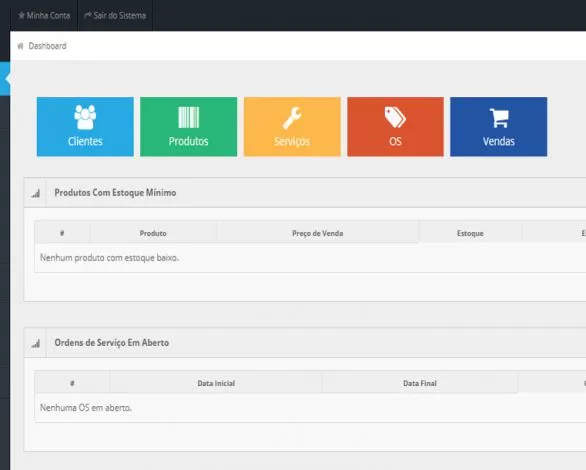 Minha Conta Sair do Sistema
Dashboard
Clientes Produtos Serviços OS Vendas
Produtos Com Estoque Mínimo
# Produto Preço de Venda Estoque E
Nenhum produto com estoque baixo.
Ordens de Serviço Em Aberto
# Data Inicial Data Final
Nenhuma OS em aberto.